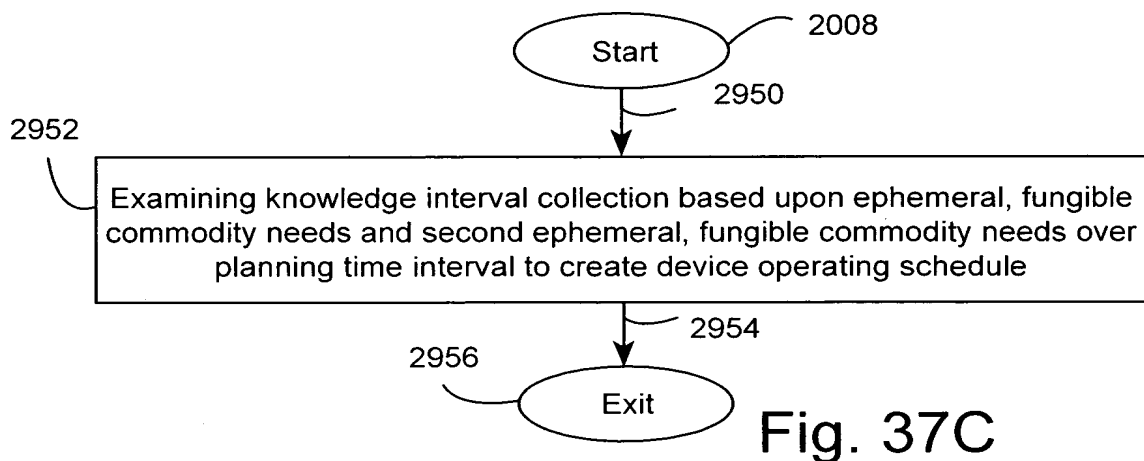 Start
2008
2950
2952
Examining knowledge interval collection based upon ephemeral, fungible
commodity needs and second ephemeral, fungible commodity needs over
planning time interval to create device operating schedule
2954
2956
Exit
Fig. 37C